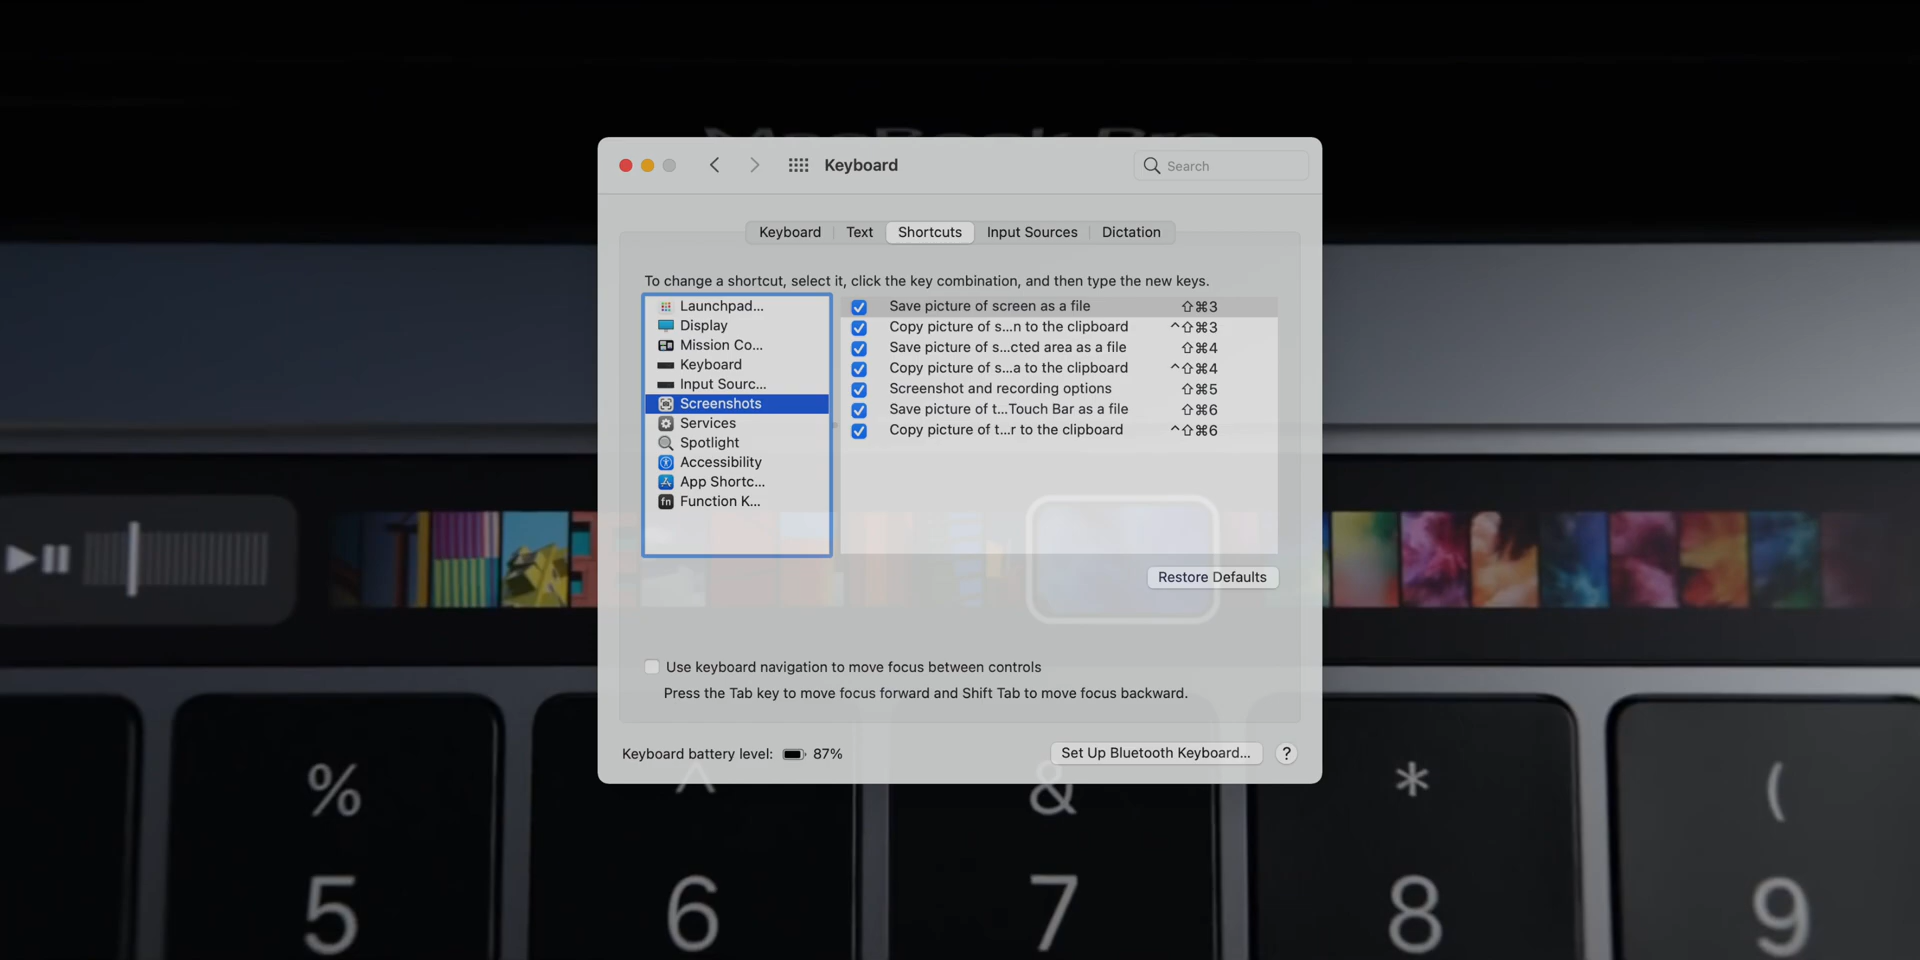 MacBook Pro
Keyboard
Search
Keyboard
Text
Shortcuts
Input Sources
Dictation
To change a shortcut, select it, click the key combination, and then type the new keys.
Launchpad...
Display
Mission Co...
Keyboard
Input Sourc...
Screenshots
Services
Spotlight
Accessibility
App Shortc...
fn Function K...
Save picture of screen as a file ⇧⌘3
Copy picture of s...n to the clipboard ^⇧⌘3
Save picture of s...cted area as a file ⇧⌘4
Copy picture of s...a to the clipboard ^⇧⌘4
Screenshot and recording options ⇧⌘5
Save picture of t...Touch Bar as a file ⇧⌘6
Copy picture of t...r to the clipboard ^⇧⌘6
Restore Defaults
Use keyboard navigation to move focus between controls
Press the Tab key to move focus forward and Shift Tab to move focus backward.
Keyboard battery level: 87%
Set Up Bluetooth Keyboard... ?
% ^ & * (
5 6 7 8 9